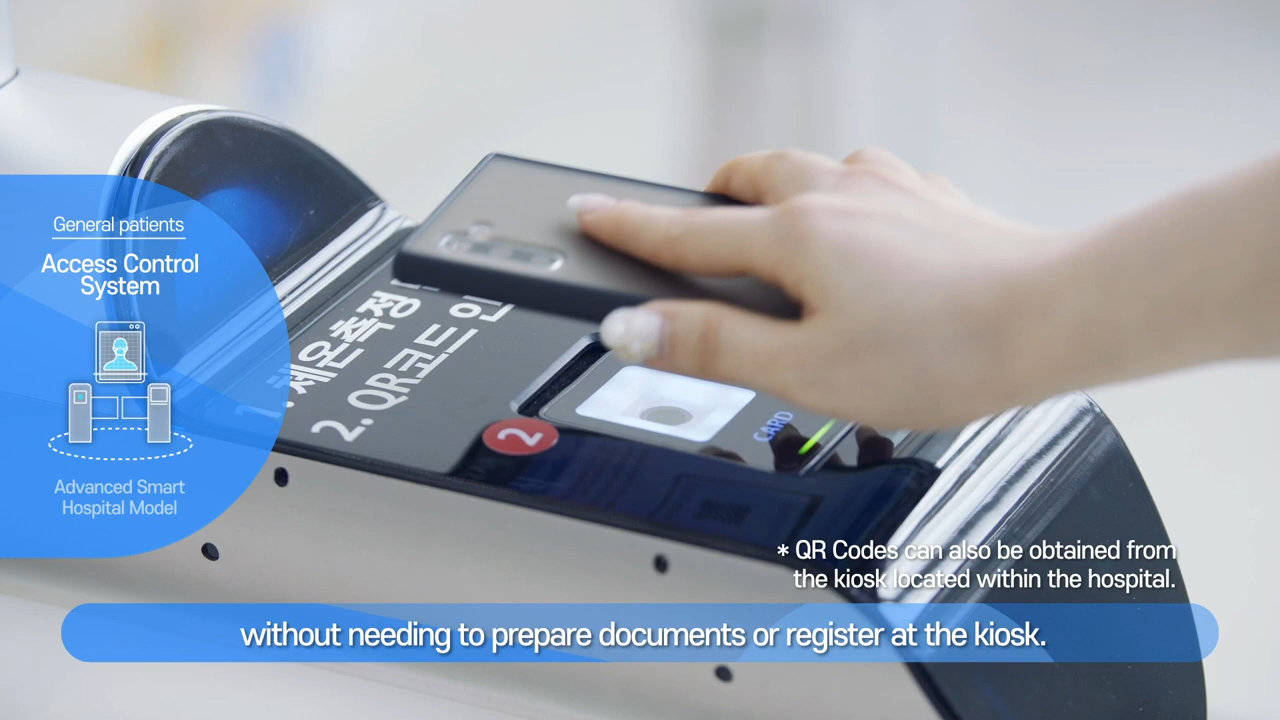 General patients
Access Control
System
Advanced Smart
Hospital Model
1. 체온측정
2. QR코드 인
2
CARD
* QR Codes can also be obtained from
the kiosk located within the hospital.
without needing to prepare documents or register at the kiosk.